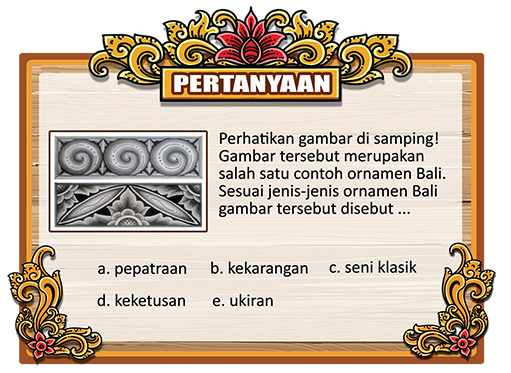 PERTANYAAN
Perhatikan gambar di samping!
Gambar tersebut merupakan
salah satu contoh ornamen Bali.
Sesuai jenis-jenis ornamen Bali
gambar tersebut disebut ...
a. pepatraan b. kekarangan c. seni klasik
d. keketusan e. ukiran